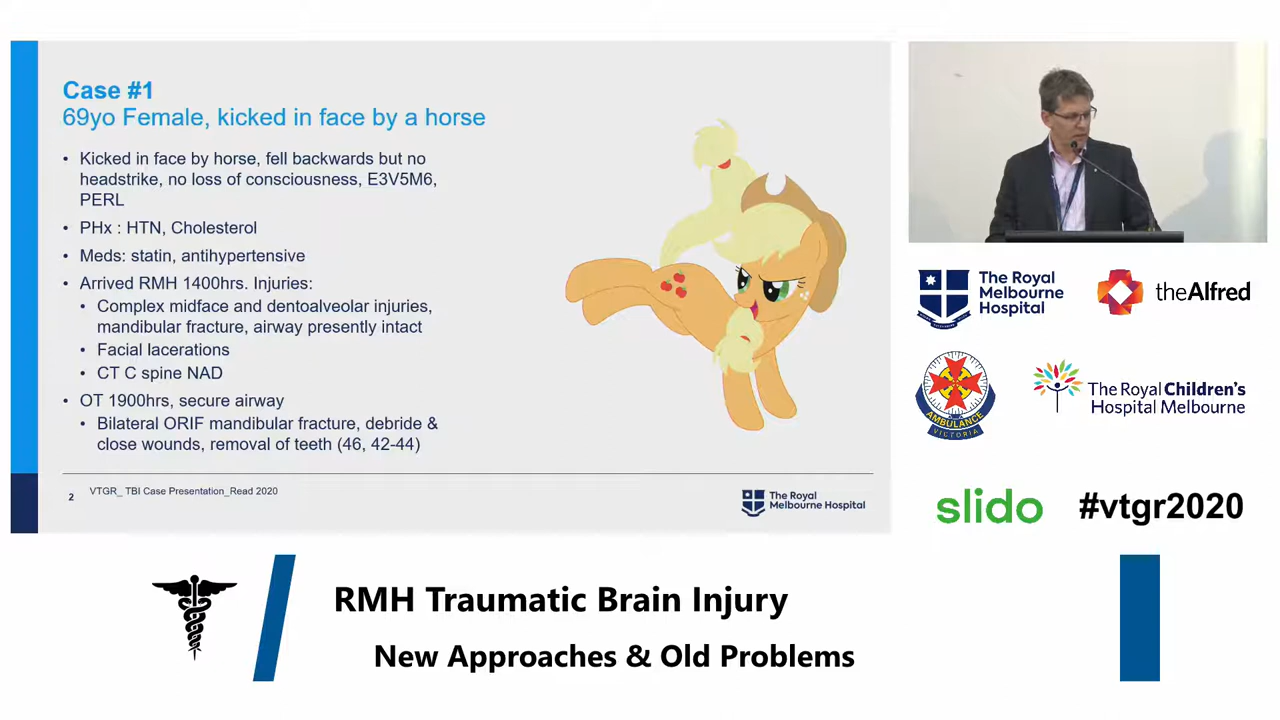 Case #1
69yo Female, kicked in face by a horse
• Kicked in face by horse, fell backwards but no
headstrike, no loss of consciousness, E3V5M6,
PERL
• PHx : HTN, Cholesterol
• Meds: statin, antihypertensive
• Arrived RMH 1400hrs. Injuries:
• Complex midface and dentoalveolar injuries,
mandibular fracture, airway presently intact
• Facial lacerations
• CT C spine NAD
• OT 1900hrs, secure airway
• Bilateral ORIF mandibular fracture, debride &
close wounds, removal of teeth (46, 42-44)
2
VTGR_ TBI Case Presentation_Read 2020
The Royal
Melbourne Hospital
The Royal
Melbourne
Hospital
theAlfred
AMBULANCE
VICTORIA
The Royal Children's
Hospital Melbourne
slido
#vtgr2020
RMH Traumatic Brain Injury
New Approaches & Old Problems